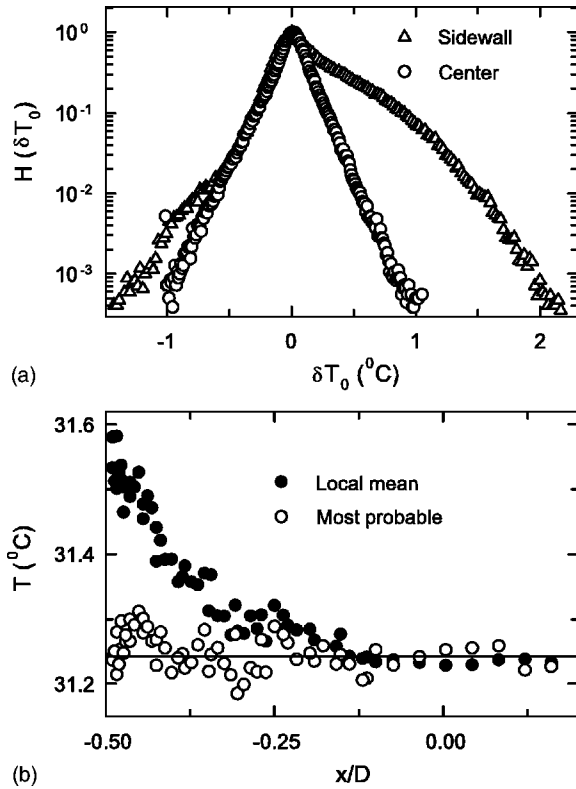 10⁰
10⁻¹
10⁻²
10⁻³
H (δT₀)
△ Sidewall
○ Center
-1 0 1 2
δT₀ (⁰C)
(a)
31.6
31.4
31.2
T (⁰C)
● Local mean
○ Most probable
-0.50 -0.25 0.00
x/D
(b)